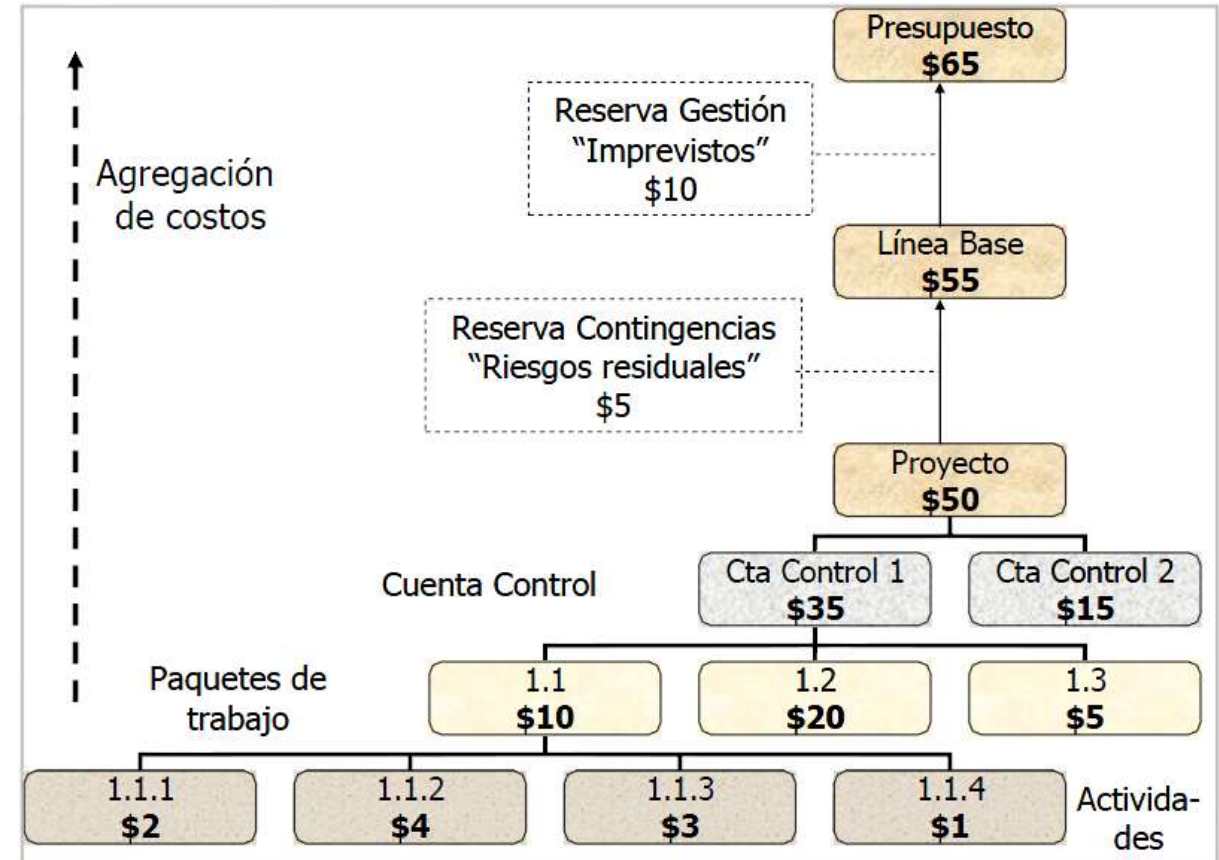 Presupuesto
$65
Reserva Gestión
“Imprevistos”
$10
Agregación
de costos
Línea Base
$55
Reserva Contingencias
“Riesgos residuales”
$5
Proyecto
$50
Cuenta Control
Cta Control 1
$35
Cta Control 2
$15
Paquetes de
trabajo
1.1
$10
1.2
$20
1.3
$5
1.1.1
$2
1.1.2
$4
1.1.3
$3
1.1.4
$1
Activida-
des